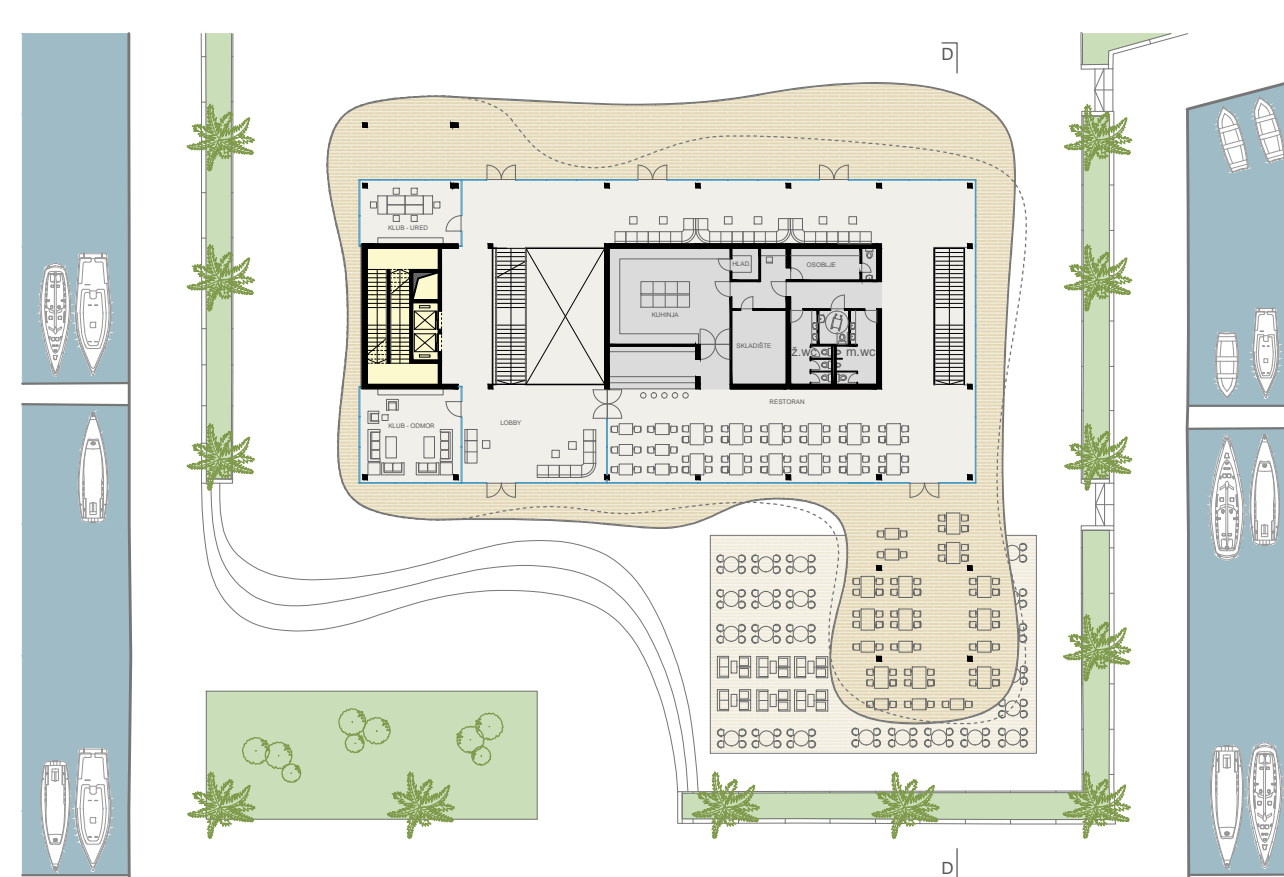 D
KLUB - URED
HLAD.
OSOBLJE
KUHINJA
SKLADIŠTE
Ž.WC
m.wc
RESTORAN
LOBBY
KLUB - ODMOR
D